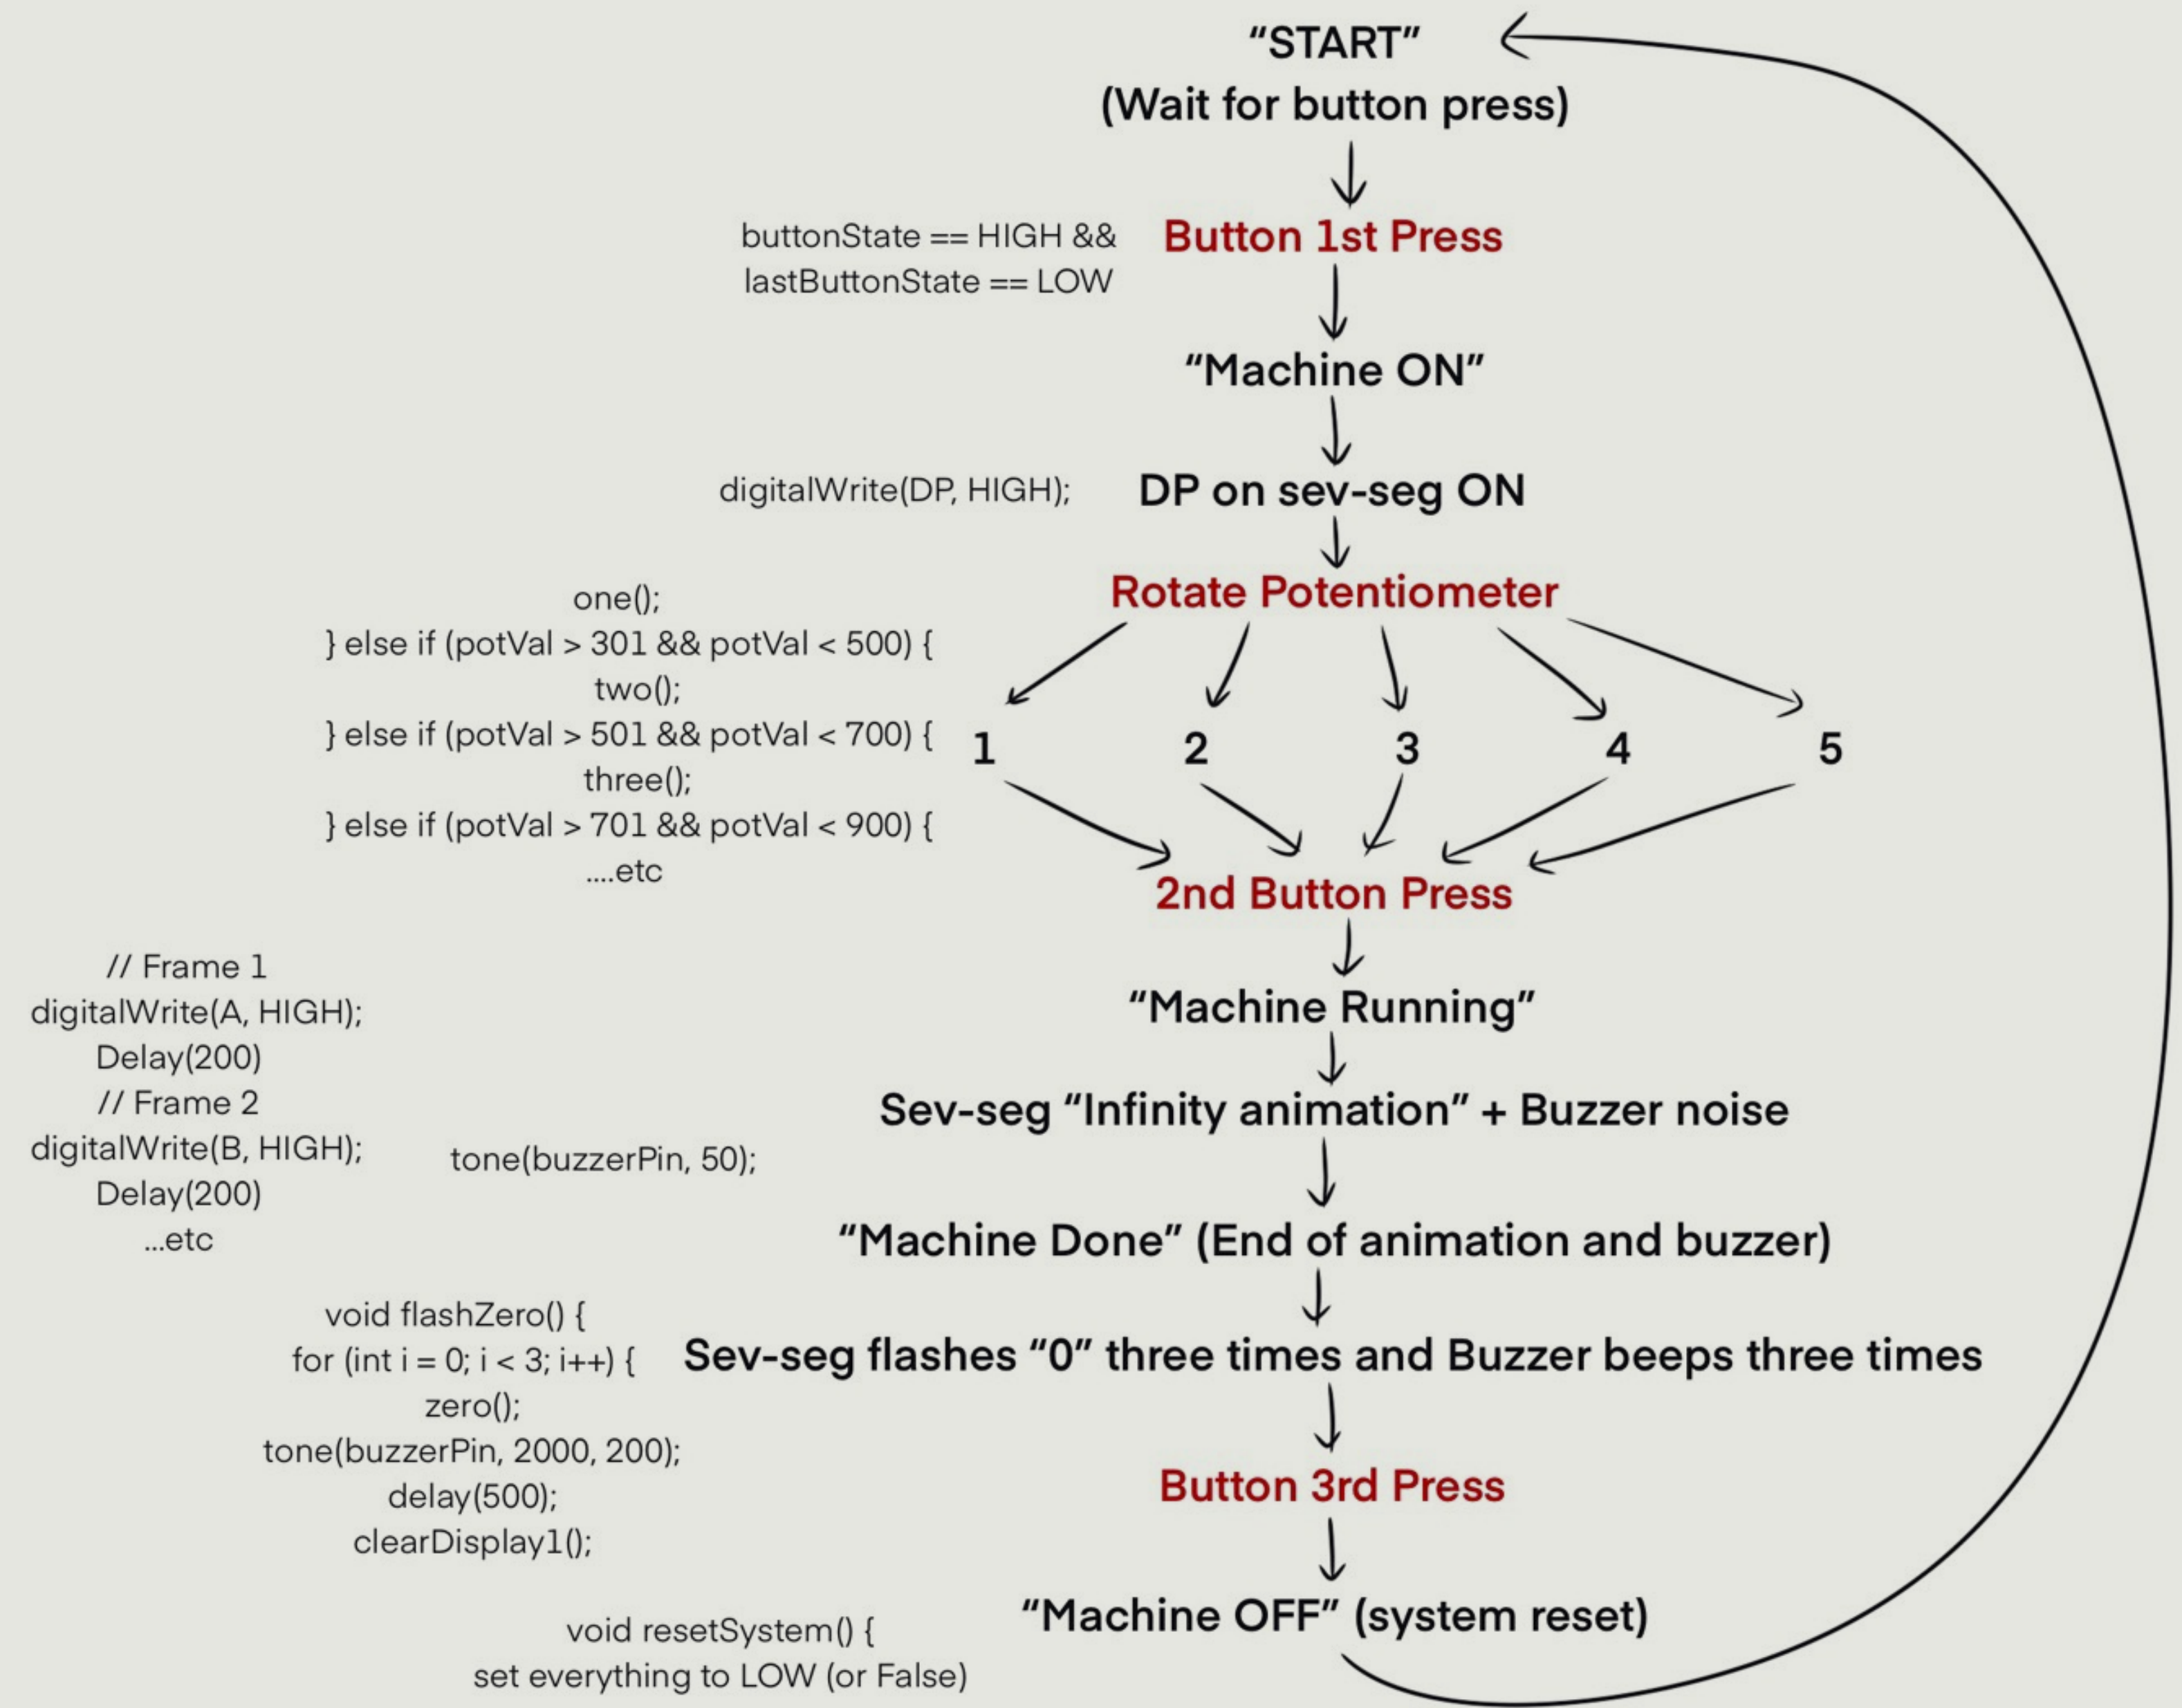 “START”
(Wait for button press)
buttonState == HIGH &&
lastButtonState == LOW
Button 1st Press
“Machine ON”
digitalWrite(DP, HIGH);
DP on sev-seg ON
Rotate Potentiometer
one();
} else if (potVal > 301 && potVal < 500) {
two();
} else if (potVal > 501 && potVal < 700) {
three();
} else if (potVal > 701 && potVal < 900) {
....etc
1 2 3 4 5
2nd Button Press
“Machine Running”
// Frame 1
digitalWrite(A, HIGH);
Delay(200)
// Frame 2
digitalWrite(B, HIGH);
Delay(200)
...etc
tone(buzzerPin, 50);
Sev-seg “Infinity animation” + Buzzer noise
“Machine Done” (End of animation and buzzer)
void flashZero() {
for (int i = 0; i < 3; i++) {
zero();
tone(buzzerPin, 2000, 200);
delay(500);
clearDisplay1();
Sev-seg flashes “0” three times and Buzzer beeps three times
Button 3rd Press
void resetSystem() {
set everything to LOW (or False)
“Machine OFF” (system reset)